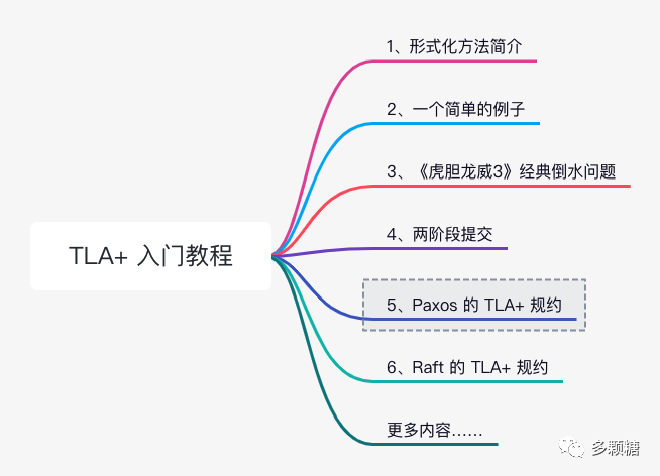 TLA+ 入门教程
1、形式化方法简介
2、一个简单的例子
3、《虎胆龙威3》经典倒水问题
4、两阶段提交
5、Paxos 的 TLA+ 规约
6、Raft 的 TLA+ 规约
更多内容......
多颗糖